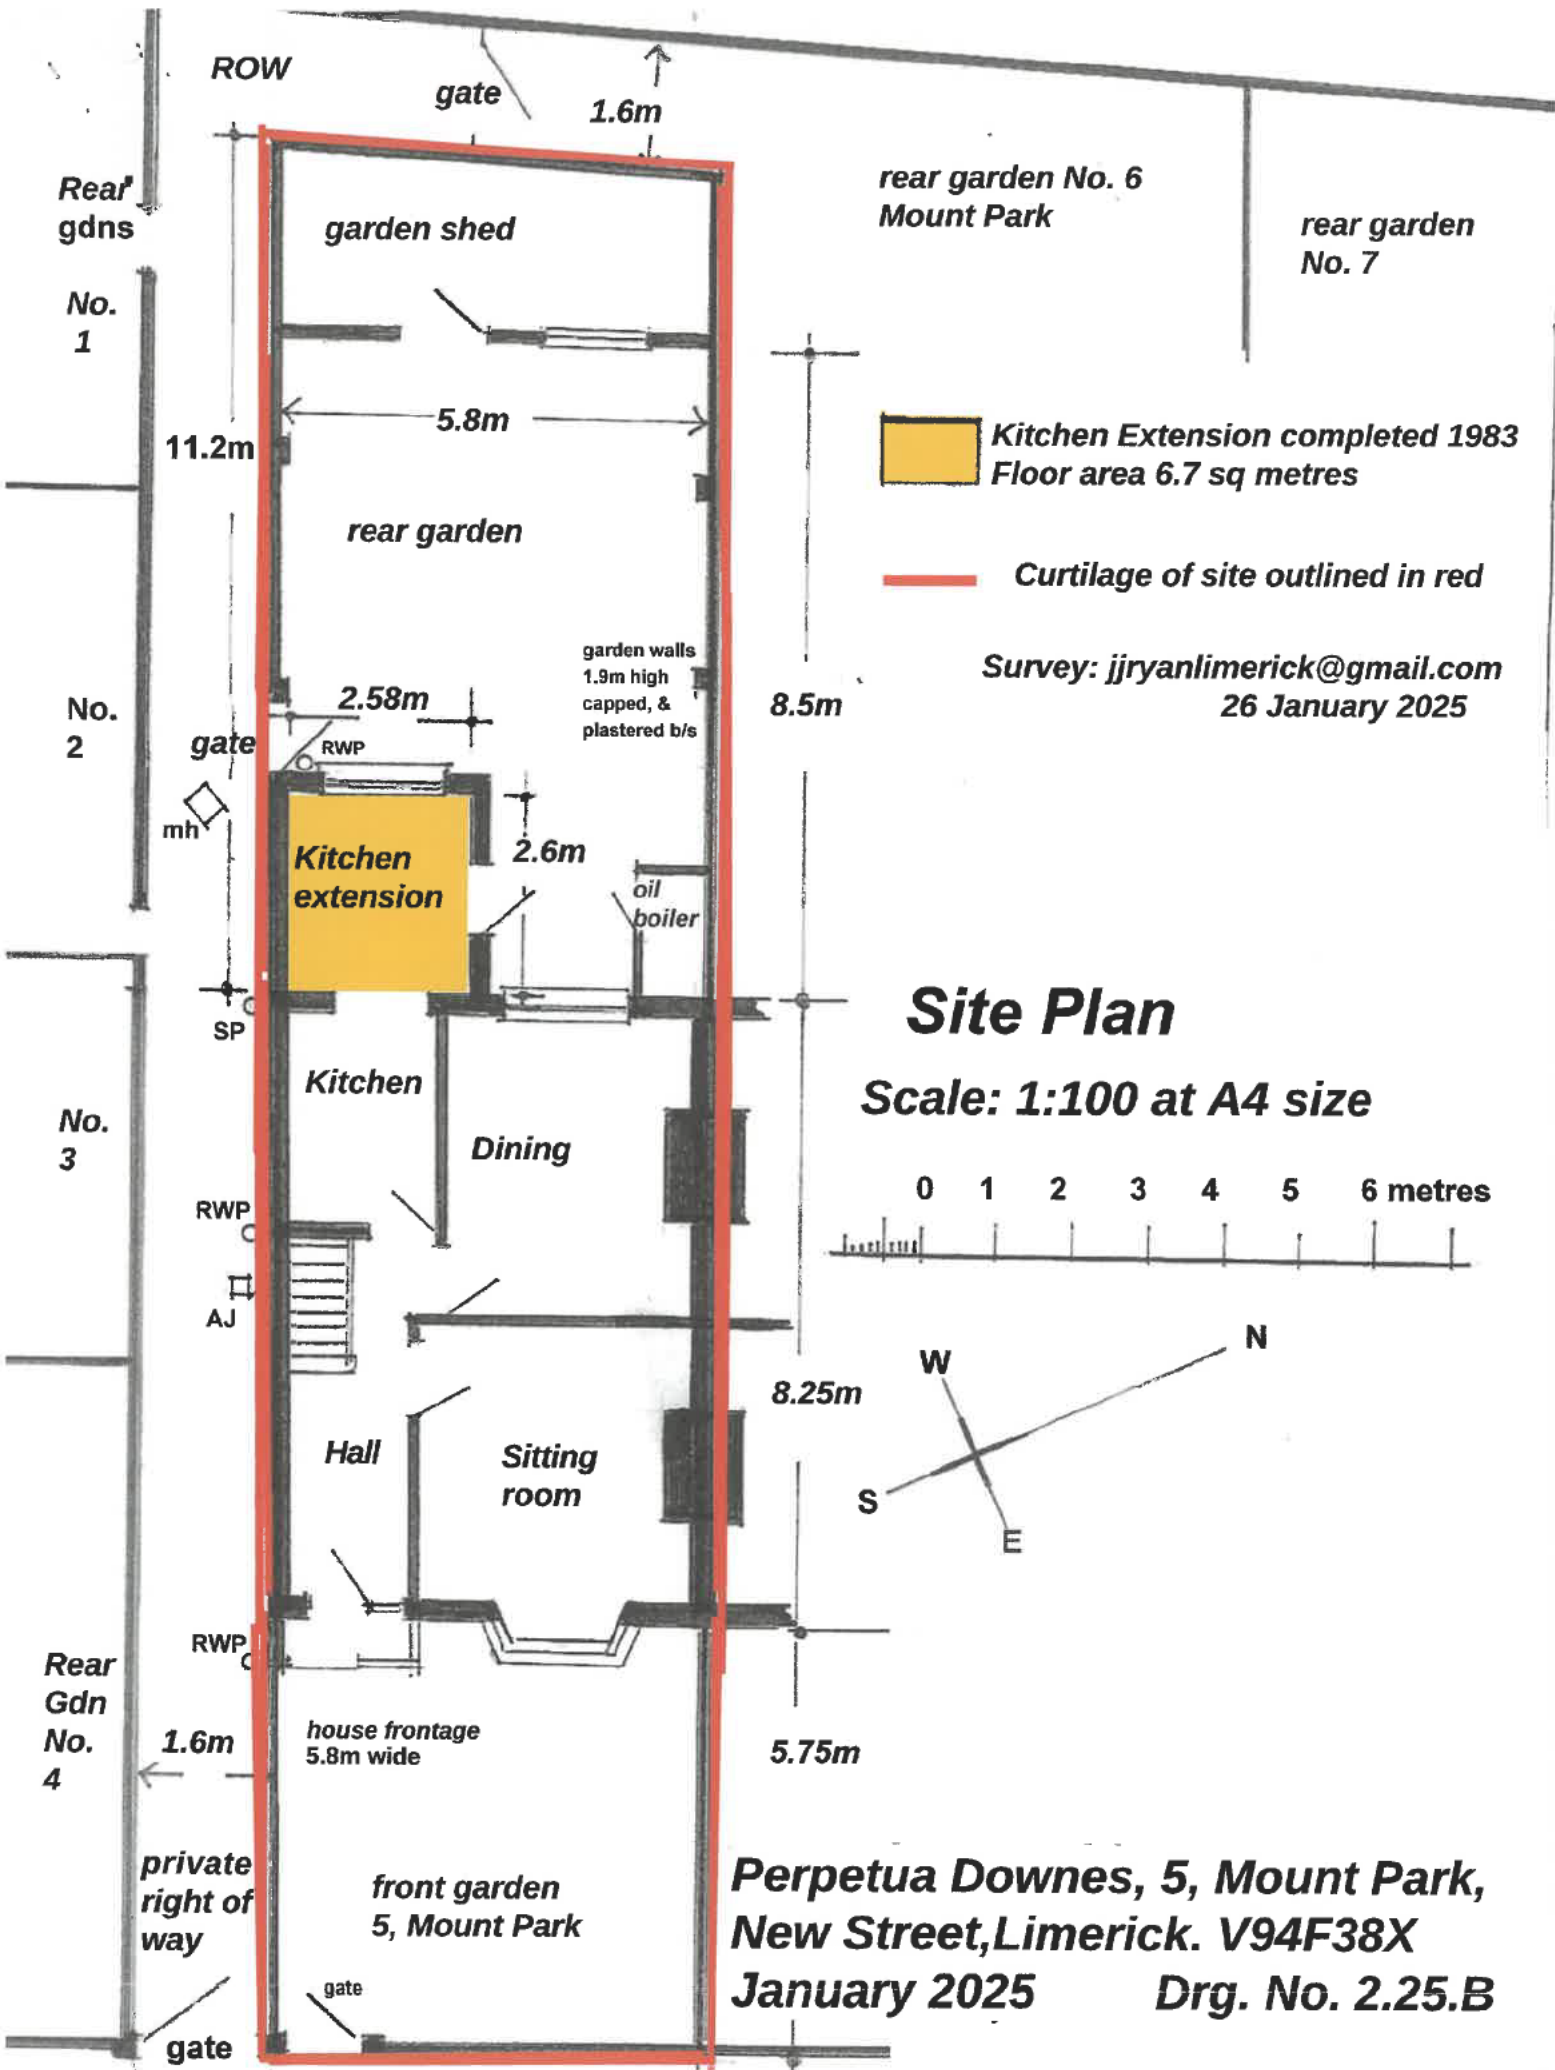 ROW
gate
1.6m
Rear
gdns
No.
1
garden shed
rear garden No. 6
Mount Park
rear garden
No. 7
5.8m
11.2m
Kitchen Extension completed 1983
Floor area 6.7 sq metres
rear garden
Curtilage of site outlined in red
garden walls
1.9m high
capped, &
plastered b/s
Survey: jjryanlimerick@gmail.com
26 January 2025
8.5m
2.58m
No.
2
gate
RWP
mh
Kitchen
extension
2.6m
oil
boiler
SP
Site Plan
Scale: 1:100 at A4 size
Kitchen
Dining
No.
3
RWP
AJ
0 1 2 3 4 5 6 metres
N
W
S
E
8.25m
Hall
Sitting
room
RWP
Rear
Gdn
No.
4
1.6m
house frontage
5.8m wide
5.75m
private
right of
way
front garden
5, Mount Park
gate
gate
Perpetua Downes, 5, Mount Park,
New Street,Limerick. V94F38X
January 2025 Drg. No. 2.25.B